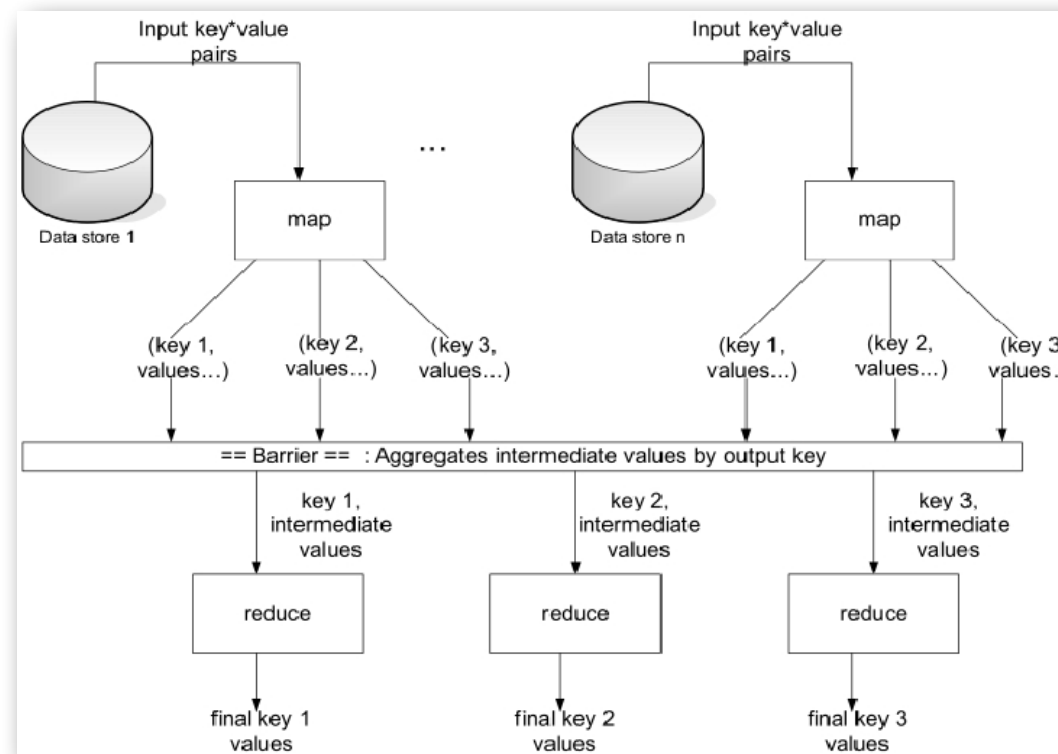 Input key*value
pairs
Input key*value
pairs
...
map
map
Data store 1
Data store n
(key 1,
values...)
(key 2,
values...)
(key 3,
values...)
(key 1,
values...)
(key 2,
values...)
(key 3
values..
== Barrier == : Aggregates intermediate values by output key
key 1,
intermediate
values
key 2,
intermediate
values
key 3,
intermediate
values
reduce
reduce
reduce
final key 1
values
final key 2
values
final key 3
values